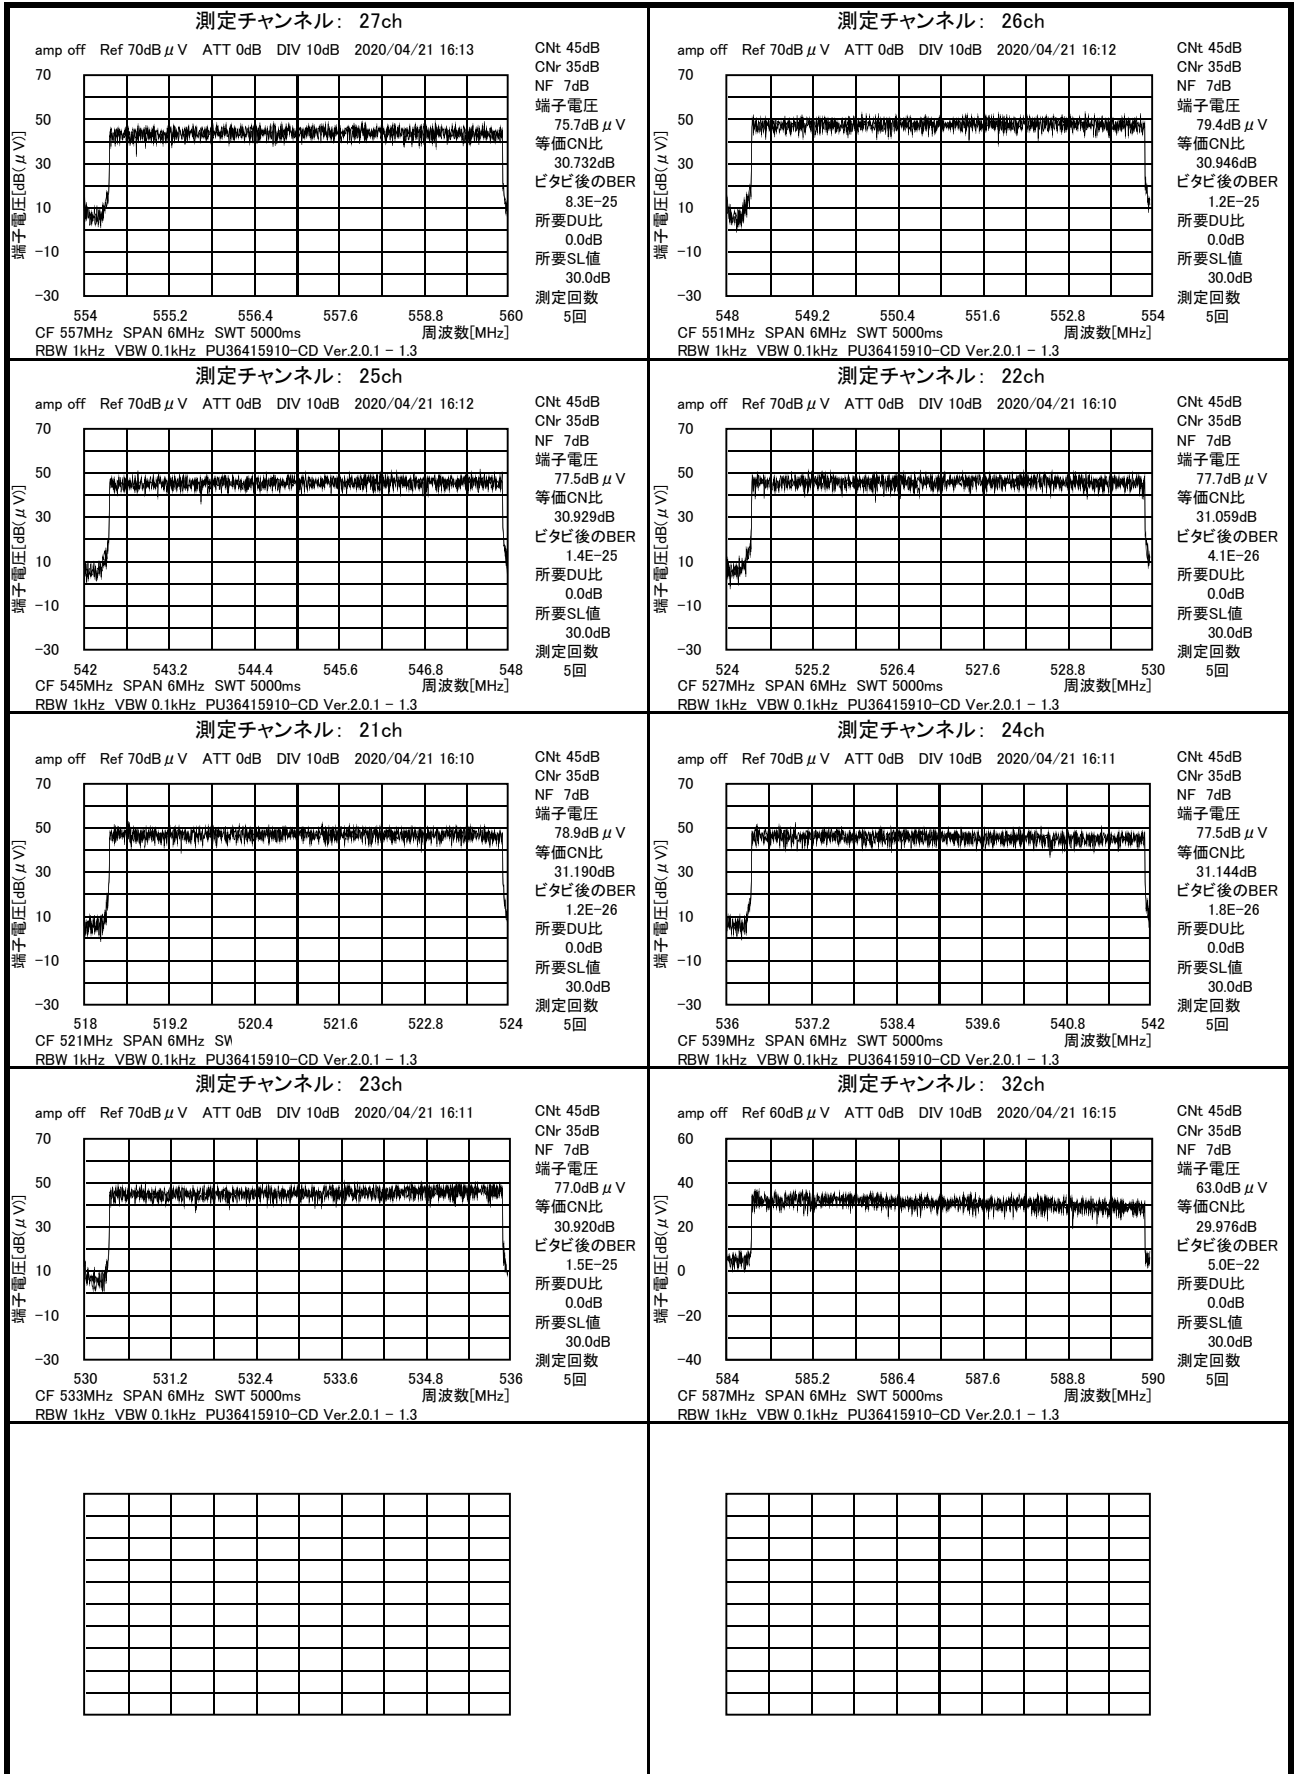 測定チャンネル： 27ch
amp off Ref 70dBμV ATT 0dB DIV 10dB 2020/04/21 16:13
CNt 45dB
CNr 35dB
NF 7dB
端子電圧
75.7dBμV
等価CN比
30.732dB
ビタビ後のBER
8.3E-25
所要DU比
0.0dB
所要SL値
30.0dB
測定回数
5回
70
50
30
10
-10
-30
端子電圧[dB(μV)]
554 555.2 556.4 557.6 558.8 560
CF 557MHz SPAN 6MHz SWT 5000ms 周波数[MHz]
RBW 1kHz VBW 0.1kHz PU36415910-CD Ver.2.0.1 - 1.3
測定チャンネル： 26ch
amp off Ref 70dBμV ATT 0dB DIV 10dB 2020/04/21 16:12
CNt 45dB
CNr 35dB
NF 7dB
端子電圧
79.4dBμV
等価CN比
30.946dB
ビタビ後のBER
1.2E-25
所要DU比
0.0dB
所要SL値
30.0dB
測定回数
5回
70
50
30
10
-10
-30
端子電圧[dB(μV)]
548 549.2 550.4 551.6 552.8 554
CF 551MHz SPAN 6MHz SWT 5000ms 周波数[MHz]
RBW 1kHz VBW 0.1kHz PU36415910-CD Ver.2.0.1 - 1.3
測定チャンネル： 25ch
amp off Ref 70dBμV ATT 0dB DIV 10dB 2020/04/21 16:12
CNt 45dB
CNr 35dB
NF 7dB
端子電圧
77.5dBμV
等価CN比
30.929dB
ビタビ後のBER
1.4E-25
所要DU比
0.0dB
所要SL値
30.0dB
測定回数
5回
70
50
30
10
-10
-30
端子電圧[dB(μV)]
542 543.2 544.4 545.6 546.8 548
CF 545MHz SPAN 6MHz SWT 5000ms 周波数[MHz]
RBW 1kHz VBW 0.1kHz PU36415910-CD Ver.2.0.1 - 1.3
測定チャンネル： 22ch
amp off Ref 70dBμV ATT 0dB DIV 10dB 2020/04/21 16:10
CNt 45dB
CNr 35dB
NF 7dB
端子電圧
77.7dBμV
等価CN比
31.059dB
ビタビ後のBER
4.1E-26
所要DU比
0.0dB
所要SL値
30.0dB
測定回数
5回
70
50
30
10
-10
-30
端子電圧[dB(μV)]
524 525.2 526.4 527.6 528.8 530
CF 527MHz SPAN 6MHz SWT 5000ms 周波数[MHz]
RBW 1kHz VBW 0.1kHz PU36415910-CD Ver.2.0.1 - 1.3
測定チャンネル： 21ch
amp off Ref 70dBμV ATT 0dB DIV 10dB 2020/04/21 16:10
CNt 45dB
CNr 35dB
NF 7dB
端子電圧
78.9dBμV
等価CN比
31.190dB
ビタビ後のBER
1.2E-26
所要DU比
0.0dB
所要SL値
30.0dB
測定回数
5回
70
50
30
10
-10
-30
端子電圧[dB(μV)]
518 519.2 520.4 521.6 522.8 524
CF 521MHz SPAN 6MHz SW
RBW 1kHz VBW 0.1kHz PU36415910-CD Ver.2.0.1 - 1.3
測定チャンネル： 24ch
amp off Ref 70dBμV ATT 0dB DIV 10dB 2020/04/21 16:11
CNt 45dB
CNr 35dB
NF 7dB
端子電圧
77.5dBμV
等価CN比
31.144dB
ビタビ後のBER
1.8E-26
所要DU比
0.0dB
所要SL値
30.0dB
測定回数
5回
70
50
30
10
-10
-30
端子電圧[dB(μV)]
536 537.2 538.4 539.6 540.8 542
CF 539MHz SPAN 6MHz SWT 5000ms 周波数[MHz]
RBW 1kHz VBW 0.1kHz PU36415910-CD Ver.2.0.1 - 1.3
測定チャンネル： 23ch
amp off Ref 70dBμV ATT 0dB DIV 10dB 2020/04/21 16:11
CNt 45dB
CNr 35dB
NF 7dB
端子電圧
77.0dBμV
等価CN比
30.920dB
ビタビ後のBER
1.5E-25
所要DU比
0.0dB
所要SL値
30.0dB
測定回数
5回
70
50
30
10
-10
-30
端子電圧[dB(μV)]
530 531.2 532.4 533.6 534.8 536
CF 533MHz SPAN 6MHz SWT 5000ms 周波数[MHz]
RBW 1kHz VBW 0.1kHz PU36415910-CD Ver.2.0.1 - 1.3
測定チャンネル： 32ch
amp off Ref 60dBμV ATT 0dB DIV 10dB 2020/04/21 16:15
CNt 45dB
CNr 35dB
NF 7dB
端子電圧
63.0dBμV
等価CN比
29.976dB
ビタビ後のBER
5.0E-22
所要DU比
0.0dB
所要SL値
30.0dB
測定回数
5回
60
40
20
0
-20
-40
端子電圧[dB(μV)]
584 585.2 586.4 587.6 588.8 590
CF 587MHz SPAN 6MHz SWT 5000ms 周波数[MHz]
RBW 1kHz VBW 0.1kHz PU36415910-CD Ver.2.0.1 - 1.3